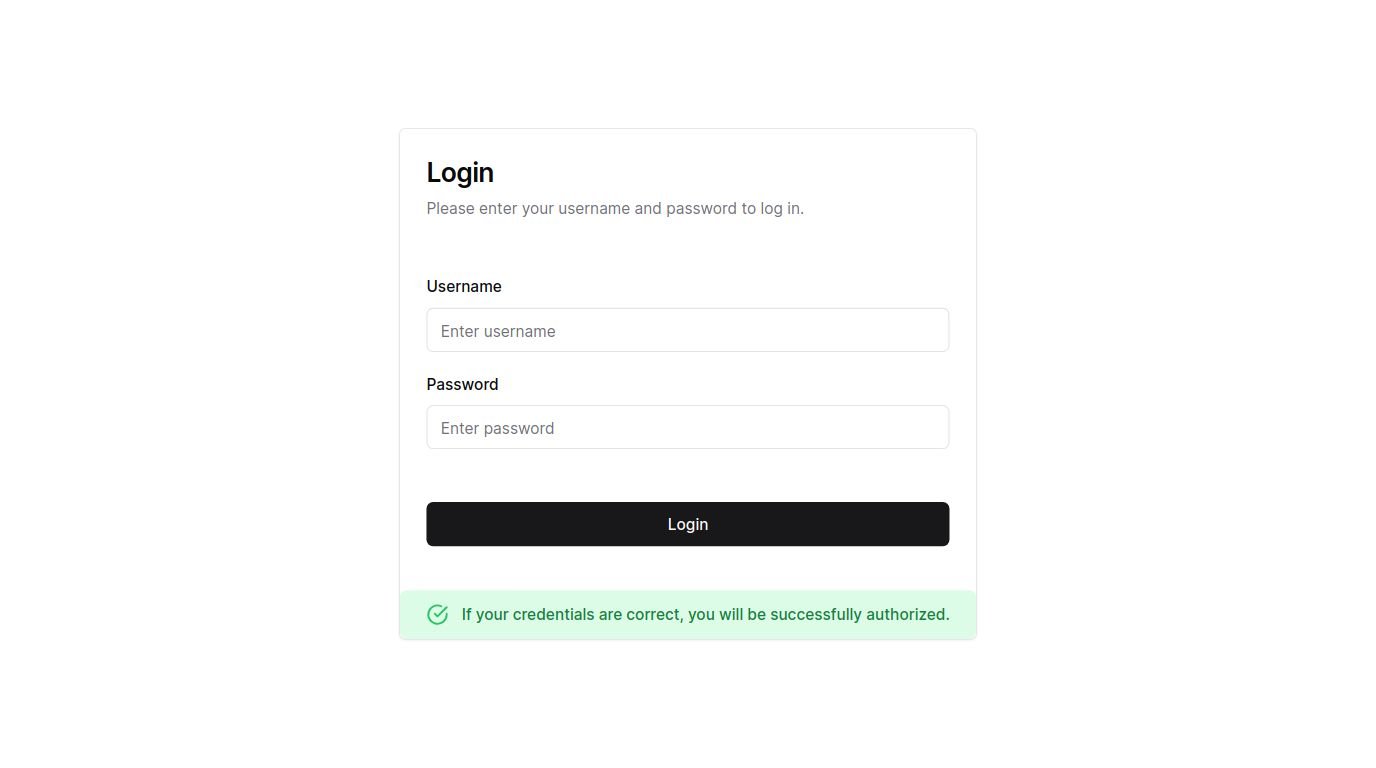 Login
Please enter your username and password to log in.
Username
Enter username
Password
Enter password
Login
If your credentials are correct, you will be successfully authorized.